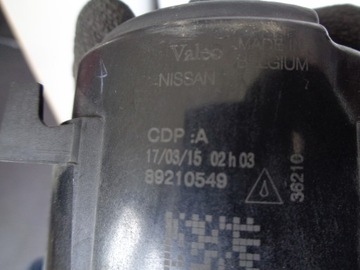 Valeo MADE IN
BELGIUM
NISSAN
CDP :A
17/03/15 02h03
89210549
36210